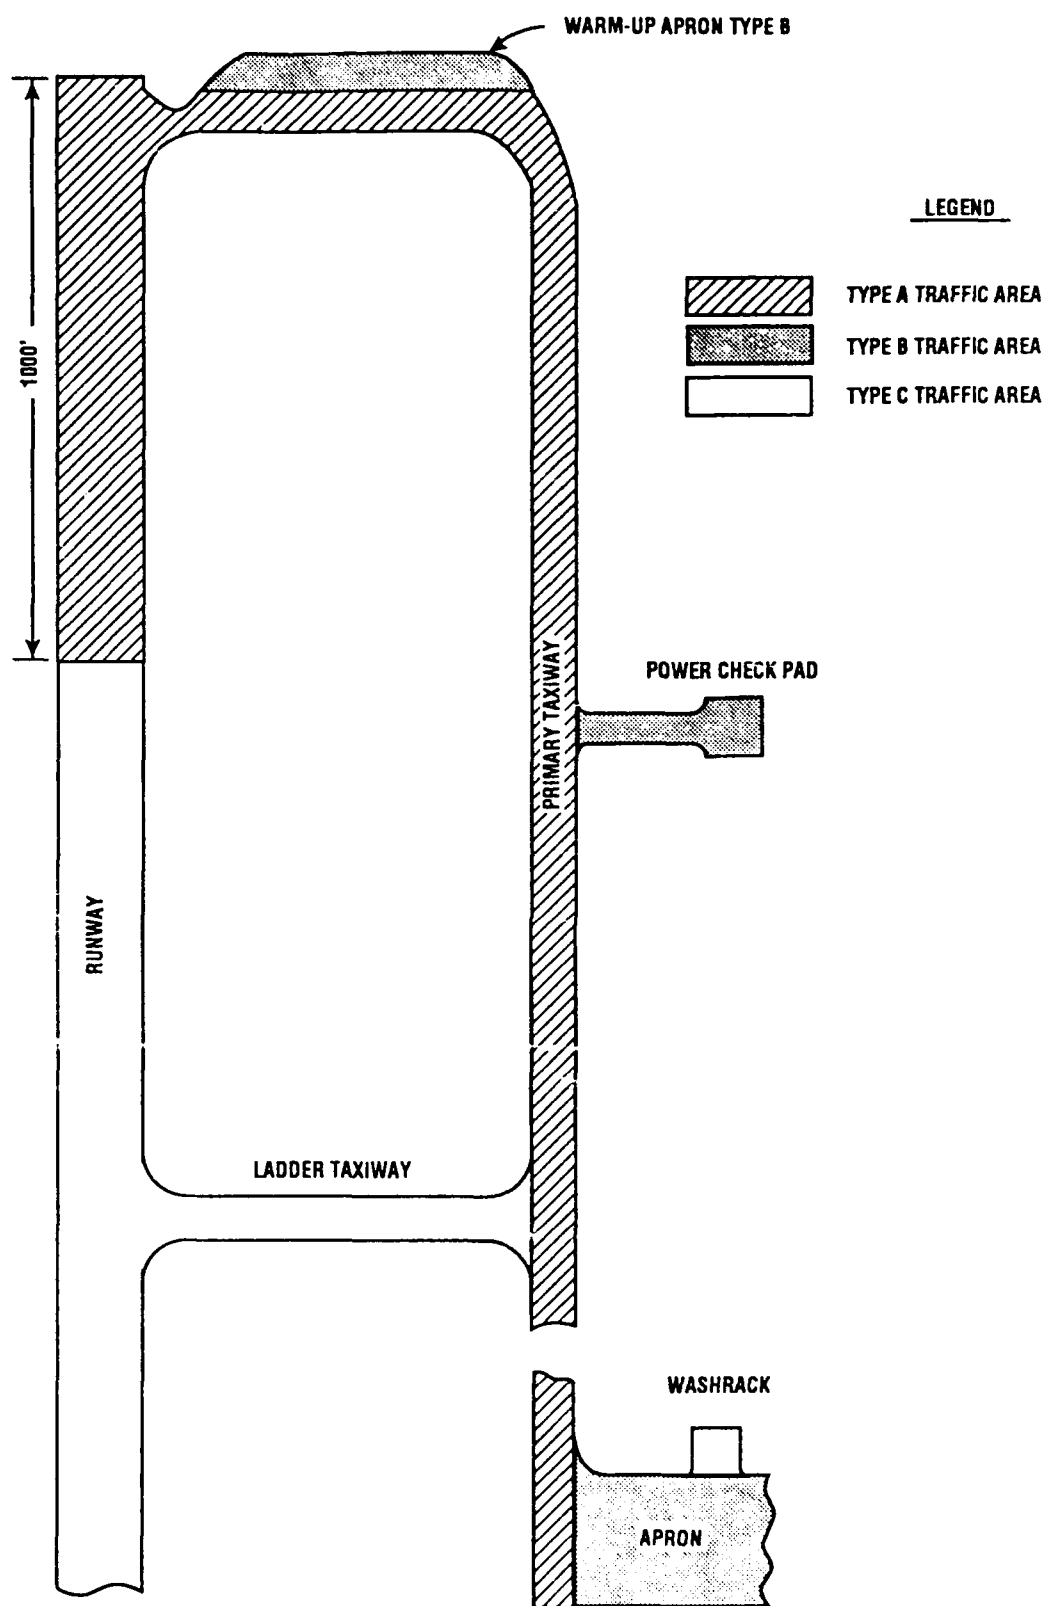 WARM-UP APRON TYPE B
LEGEND
TYPE A TRAFFIC AREA
TYPE B TRAFFIC AREA
TYPE C TRAFFIC AREA
1000'
POWER CHECK PAD
PRIMARY TAXIWAY
RUNWAY
LADDER TAXIWAY
WASHRACK
APRON